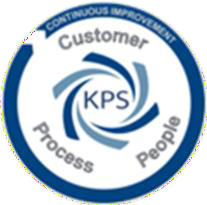 CONTINUOUS IMPROVEMENT
Customer
KPS
Process
People